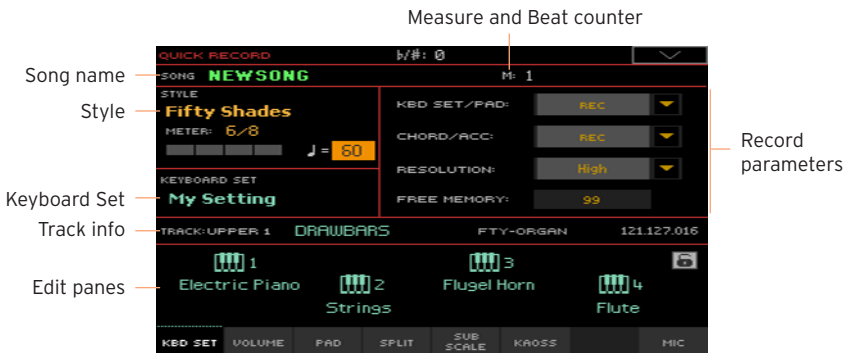 Measure and Beat counter
QUICK RECORD ♭/#: 0
Song name
SONG NEWSONG M: 1
Style
STYLE
Fifty Shades
METER: 6/8
♩ = 60
KBD SET/PAD: REC
CHORD/ACC: REC
RESOLUTION: High
FREE MEMORY: 99
Record
parameters
Keyboard Set
KEYBOARD SET
My Setting
Track info
TRACK:UPPER 1 DRAWBARS FTY-ORGAN 121.127.016
Edit panes
1
Electric Piano
2
Strings
3
Flugel Horn
4
Flute
KBD SET VOLUME PAD SPLIT SUB SCALE KAOSS MIC